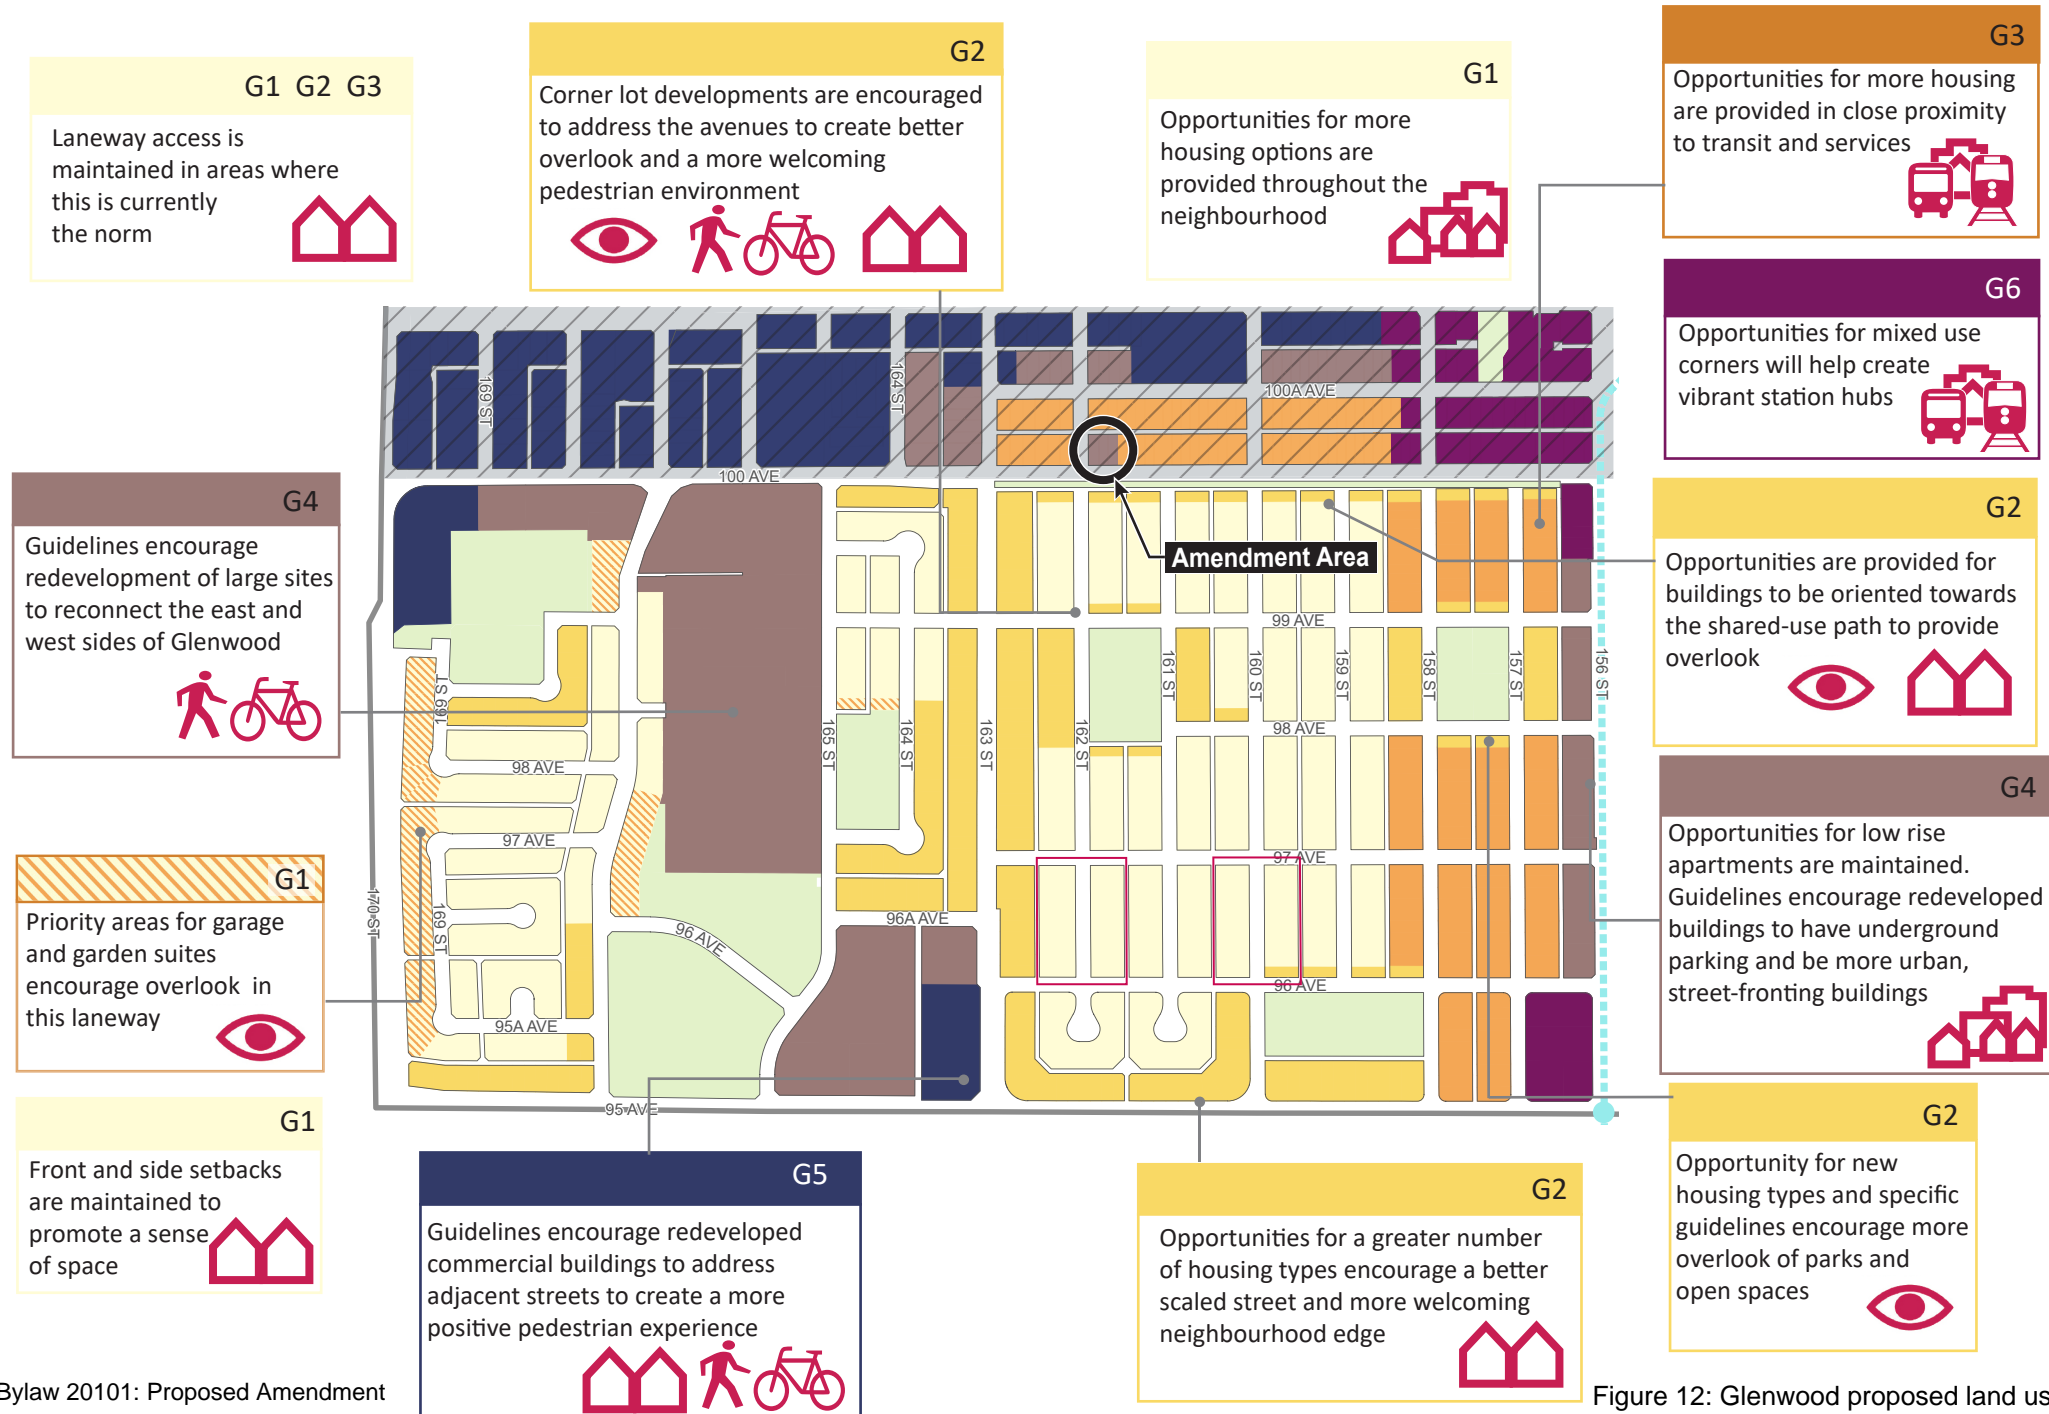 G1 G2 G3
Laneway access is
maintained in areas where
this is currently
the norm
G2
Corner lot developments are encouraged
to address the avenues to create better
overlook and a more welcoming
pedestrian environment
G1
Opportunities for more
housing options are
provided throughout the
neighbourhood
G3
Opportunities for more housing
are provided in close proximity
to transit and services
G6
Opportunities for mixed use
corners will help create
vibrant station hubs
G4
Guidelines encourage
redevelopment of large sites
to reconnect the east and
west sides of Glenwood
G2
Opportunities are provided for
buildings to be oriented towards
the shared-use path to provide
overlook
G1
Priority areas for garage
and garden suites
encourage overlook in
this laneway
G4
Opportunities for low rise
apartments are maintained.
Guidelines encourage redeveloped
buildings to have underground
parking and be more urban,
street-fronting buildings
G1
Front and side setbacks
are maintained to
promote a sense
of space
G5
Guidelines encourage redeveloped
commercial buildings to address
adjacent streets to create a more
positive pedestrian experience
G2
Opportunities for a greater number
of housing types encourage a better
scaled street and more welcoming
neighbourhood edge
G2
Opportunity for new
housing types and specific
guidelines encourage more
overlook of parks and
open spaces
169 ST
164 ST
100A AVE
100 AVE
Amendment Area
99 AVE
169 ST
161 ST
160 ST
159 ST
158 ST
157 ST
156 ST
165 ST
164 ST
163 ST
162 ST
98 AVE
98 AVE
97 AVE
97 AVE
170 ST
169 ST
96A AVE
96 AVE
96 AVE
95A AVE
95 AVE
Bylaw 20101: Proposed Amendment
Figure 12: Glenwood proposed land us